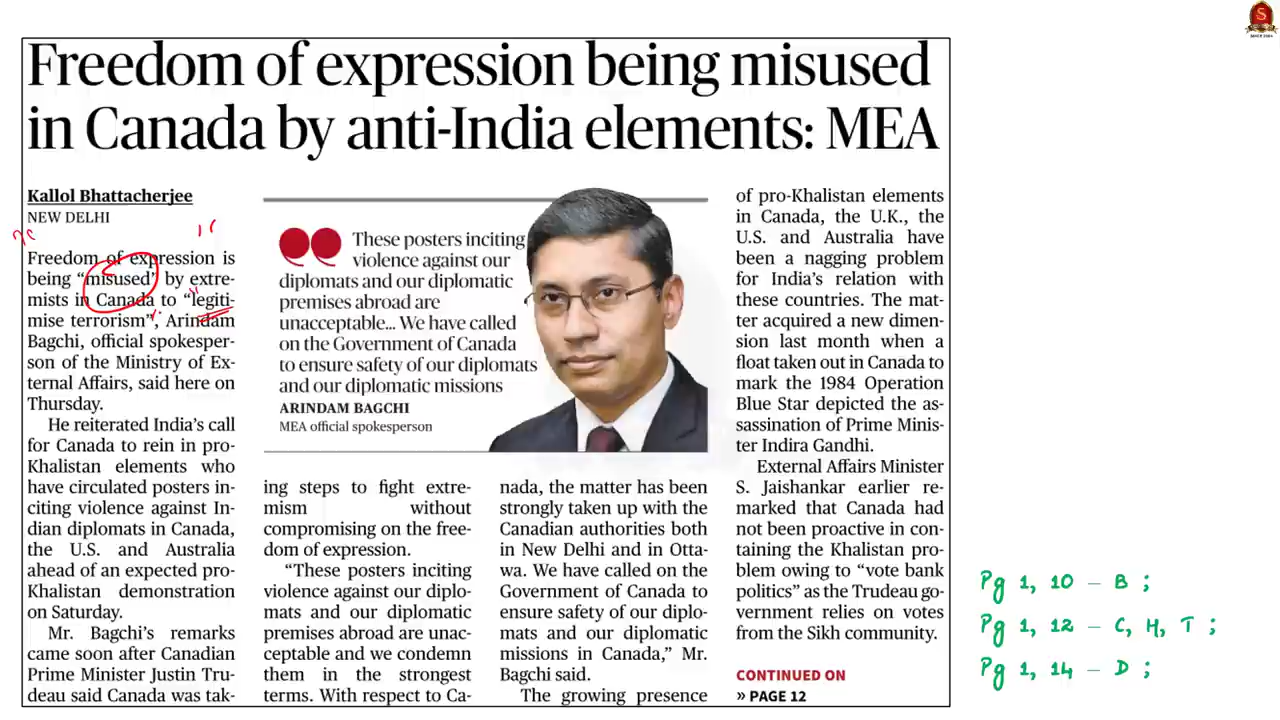 Freedom of expression being misused
in Canada by anti-India elements: MEA
Kallol Bhattacherjee
NEW DELHI
Freedom of expression is
being “misused” by extre-
mists in Canada to “legiti-
mise terrorism”, Arindam
Bagchi, official spokesper-
son of the Ministry of Ex-
ternal Affairs, said here on
Thursday.
He reiterated India’s call
for Canada to rein in pro-
Khalistan elements who
have circulated posters in-
citing violence against In-
dian diplomats in Canada,
the U.S. and Australia
ahead of an expected pro-
Khalistan demonstration
on Saturday.
Mr. Bagchi’s remarks
came soon after Canadian
Prime Minister Justin Tru-
deau said Canada was tak-
These posters inciting
violence against our
diplomats and our diplomatic
premises abroad are
unacceptable... We have called
on the Government of Canada
to ensure safety of our diplomats
and our diplomatic missions
ARINDAM BAGCHI
MEA official spokesperson
ing steps to fight extre-
mism without
compromising on the free-
dom of expression.
“These posters inciting
violence against our diplo-
mats and our diplomatic
premises abroad are unac-
ceptable and we condemn
them in the strongest
terms. With respect to Ca-
nada, the matter has been
strongly taken up with the
Canadian authorities both
in New Delhi and in Otta-
wa. We have called on the
Government of Canada to
ensure safety of our diplo-
mats and our diplomatic
missions in Canada,” Mr.
Bagchi said.
The growing presence
of pro-Khalistan elements
in Canada, the U.K., the
U.S. and Australia have
been a nagging problem
for India’s relation with
these countries. The mat-
ter acquired a new dimen-
sion last month when a
float taken out in Canada to
mark the 1984 Operation
Blue Star depicted the as-
sassination of Prime Minis-
ter Indira Gandhi.
External Affairs Minister
S. Jaishankar earlier re-
marked that Canada had
not been proactive in con-
taining the Khalistan pro-
blem owing to “vote bank
politics” as the Trudeau go-
vernment relies on votes
from the Sikh community.
CONTINUED ON
» PAGE 12
Pg 1, 10 – B ;
Pg 1, 12 – C, H, T ;
Pg 1, 14 – D ;